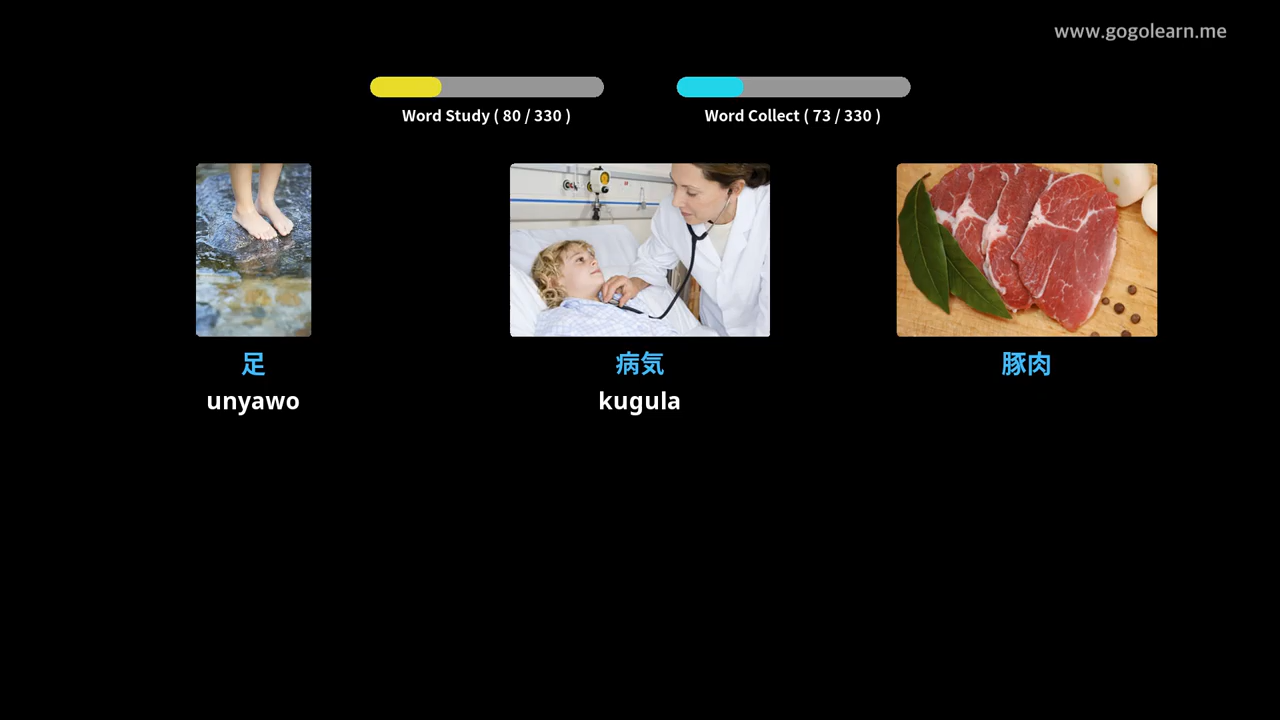 www.gogolearn.me
Word Study ( 80 / 330 )
Word Collect ( 73 / 330 )
足
unyawo
病気
kugula
豚肉